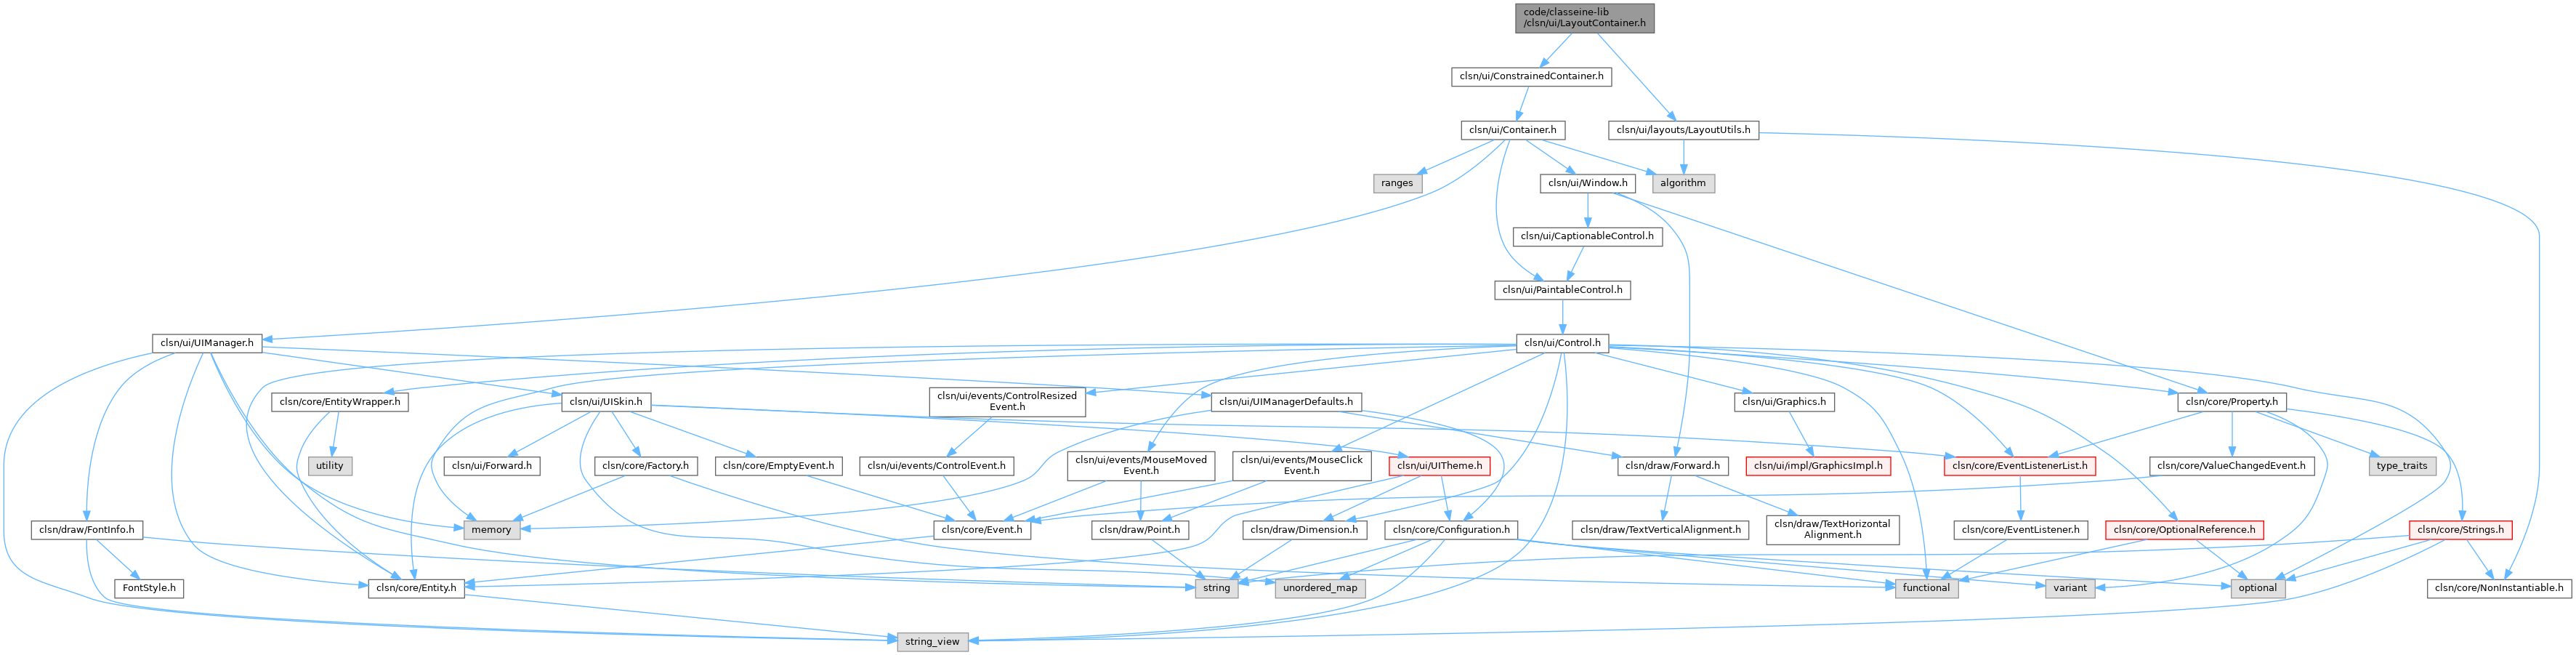 code/classeine-lib
/clsn/ui/LayoutContainer.h
clsn/ui/ConstrainedContainer.h
clsn/ui/Container.h
clsn/ui/layouts/LayoutUtils.h
ranges
clsn/ui/Window.h
algorithm
clsn/ui/CaptionableControl.h
clsn/ui/PaintableControl.h
clsn/ui/UIManager.h
clsn/ui/Control.h
clsn/core/EntityWrapper.h
clsn/ui/UISkin.h
clsn/ui/events/ControlResized
Event.h
clsn/ui/UIManagerDefaults.h
clsn/ui/Graphics.h
clsn/core/Property.h
utility
clsn/ui/Forward.h
clsn/core/Factory.h
clsn/core/EmptyEvent.h
clsn/ui/events/ControlEvent.h
clsn/ui/events/MouseMoved
Event.h
clsn/ui/events/MouseClick
Event.h
clsn/ui/UITheme.h
clsn/draw/Forward.h
clsn/ui/impl/GraphicsImpl.h
clsn/core/EventListenerList.h
clsn/core/ValueChangedEvent.h
type_traits
clsn/draw/FontInfo.h
memory
clsn/core/Event.h
clsn/draw/Point.h
clsn/draw/Dimension.h
clsn/core/Configuration.h
clsn/draw/TextVerticalAlignment.h
clsn/draw/TextHorizontal
Alignment.h
clsn/core/EventListener.h
clsn/core/OptionalReference.h
clsn/core/Strings.h
FontStyle.h
clsn/core/Entity.h
string
unordered_map
functional
variant
optional
clsn/core/NonInstantiable.h
string_view